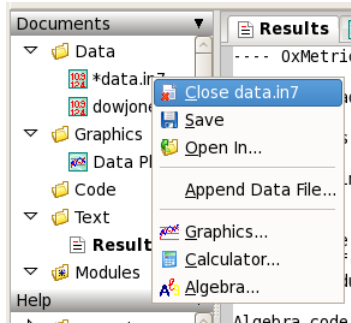 Documents
Results
Data
---- OxMetri
*data.in7
Close data.in7
dowjone
Save
Graphics
Open In...
Data Pl
Code
Append Data File...
Text
Graphics...
Result
Calculator...
Modules
Algebra...
Help
Algebra code